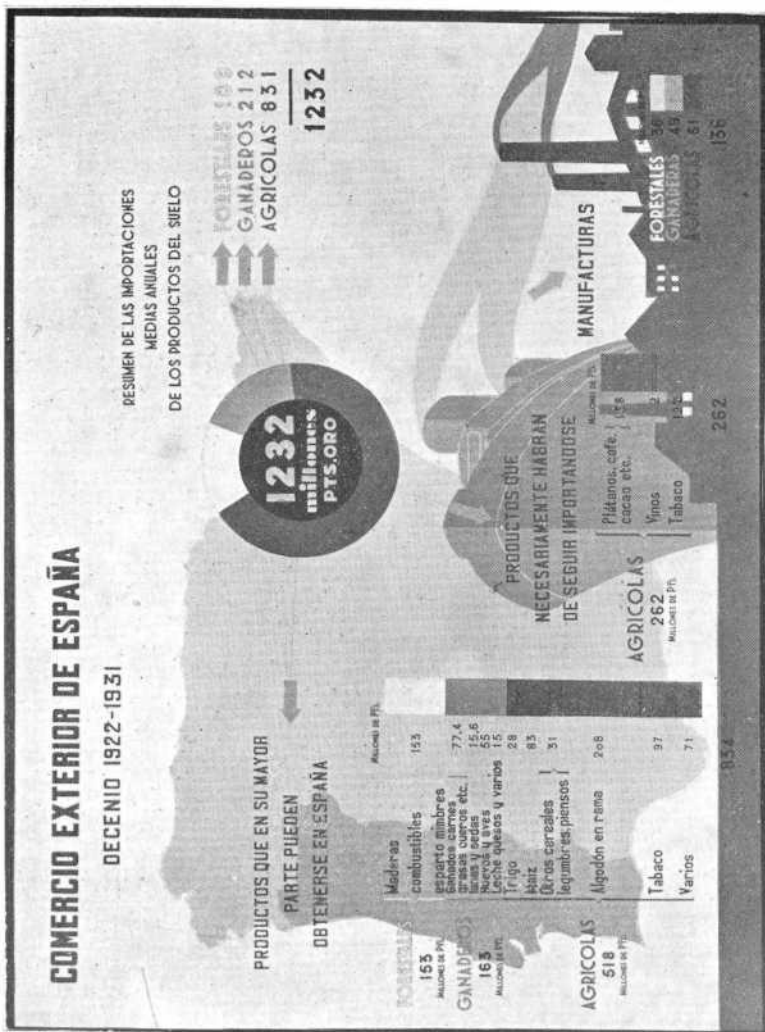 COMERCIO EXTERIOR DE ESPAÑA
DECENIO 1922-1931
RESUMEN DE LAS IMPORTACIONES
MEDIAS ANUALES
DE LOS PRODUCTOS DEL SUELO
FORESTALES
GANADEROS 212
AGRICOLAS 831
1232
1232
millones
PTS.ORO
PRODUCTOS QUE EN SU MAYOR
PARTE PUEDEN
OBTENERSE EN ESPAÑA
MILLONES DE PTS.
FORESTALES
153
MILLONES DE PTS.
Maderas
combustibles 153
esparto mimbres
GANADEROS
163
MILLONES DE PTS.
Ganados carnes
grasas cueros etc. 77,4
lanas y sedas 15,6
Huevos y aves 55
Leche quesos y varios 15
AGRICOLAS
518
MILLONES DE PTS.
Trigo 28
Maiz 83
Otros cereales
legumbres, piensos 31
Algodón en rama 208
Tabaco 97
Varios 71
834
PRODUCTOS QUE
NECESARIAMENTE HABRAN
DE SEGUIR IMPORTANDOSE
AGRICOLAS
262
MILLONES DE PTS.
MILLONES DE PTS.
Plátanos, café,
cacao etc.
Vinos 2
Tabaco
262
MANUFACTURAS
FORESTALES 36
GANADERAS 49
AGRICOLAS 51
136